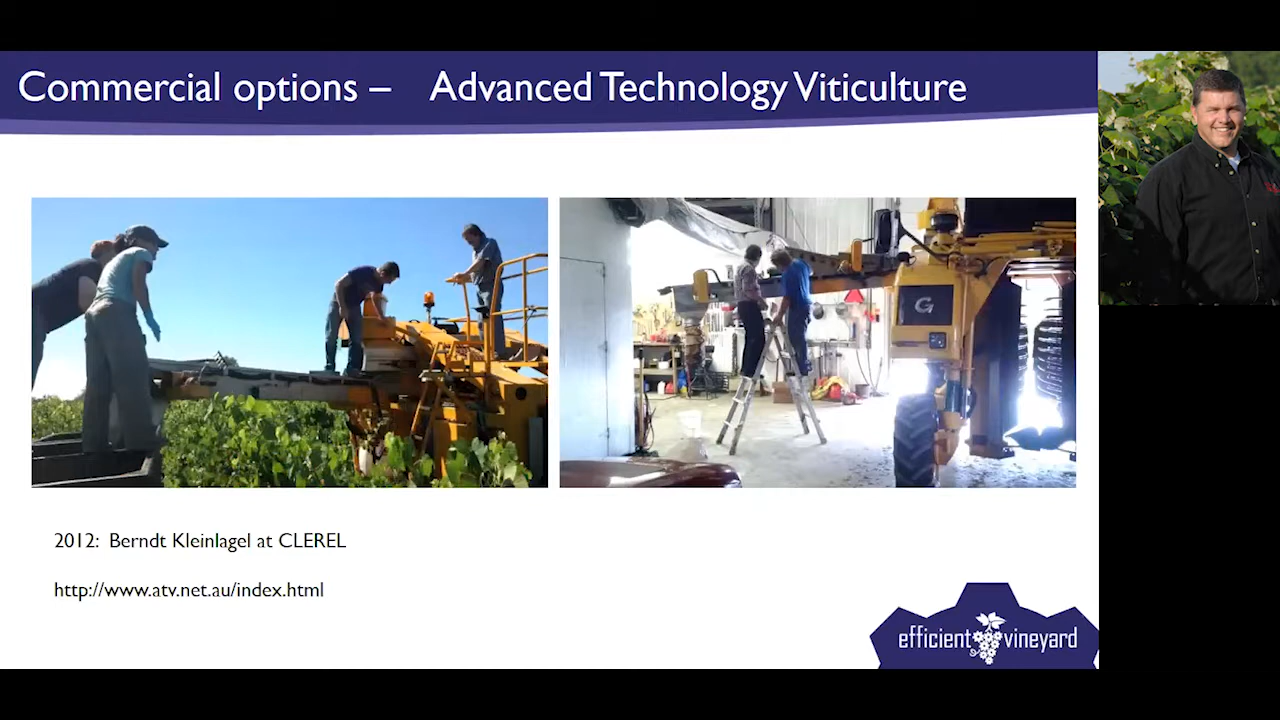 Commercial options – Advanced Technology Viticulture
G
2012: Berndt Kleinlagel at CLEREL
http://www.atv.net.au/index.html
efficient vineyard